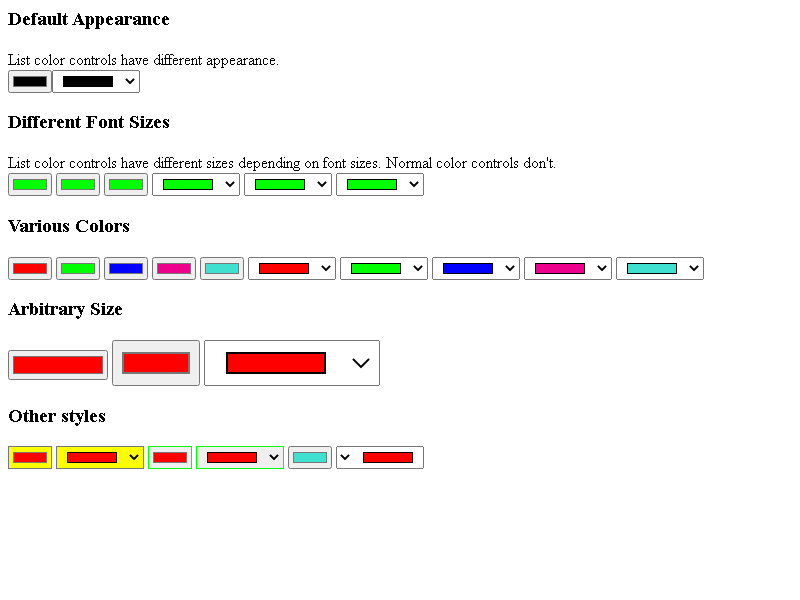 Default Appearance
List color controls have different appearance.
Different Font Sizes
List color controls have different sizes depending on font sizes. Normal color controls don't.
Various Colors
Arbitrary Size
Other styles